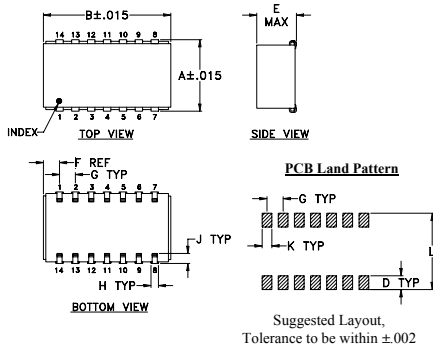 B±.015
E
MAX
14 13 12 11 10 9 8
A±.015
1 2 3 4 5 6 7
INDEX
TOP VIEW
SIDE VIEW
F REF
G TYP
1 2 3 4 5 6 7
J TYP
14 13 12 11 10 9 8
H TYP
BOTTOM VIEW
PCB Land Pattern
G TYP
K TYP
L
D TYP
Suggested Layout,
Tolerance to be within ±.002